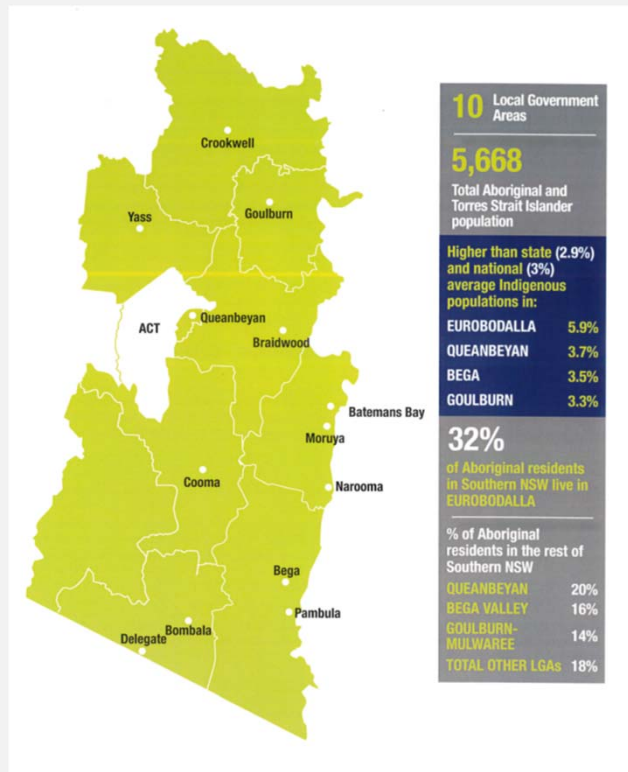 Crookwell
Yass
Goulburn
ACT
Queanbeyan
Braidwood
Batemans Bay
Moruya
Cooma
Narooma
Bega
Pambula
Bombala
Delegate
10 Local Government
Areas
5,668
Total Aboriginal and
Torres Strait Islander
population
Higher than state (2.9%)
and national (3%)
average Indigenous
populations in:
EUROBODALLA 5.9%
QUEANBEYAN 3.7%
BEGA 3.5%
GOULBURN 3.3%
32%
of Aboriginal residents
in Southern NSW live in
EUROBODALLA
% of Aboriginal
residents in the rest of
Southern NSW
QUEANBEYAN 20%
BEGA VALLEY 16%
GOULBURN-
MULWAREE 14%
TOTAL OTHER LGAs 18%